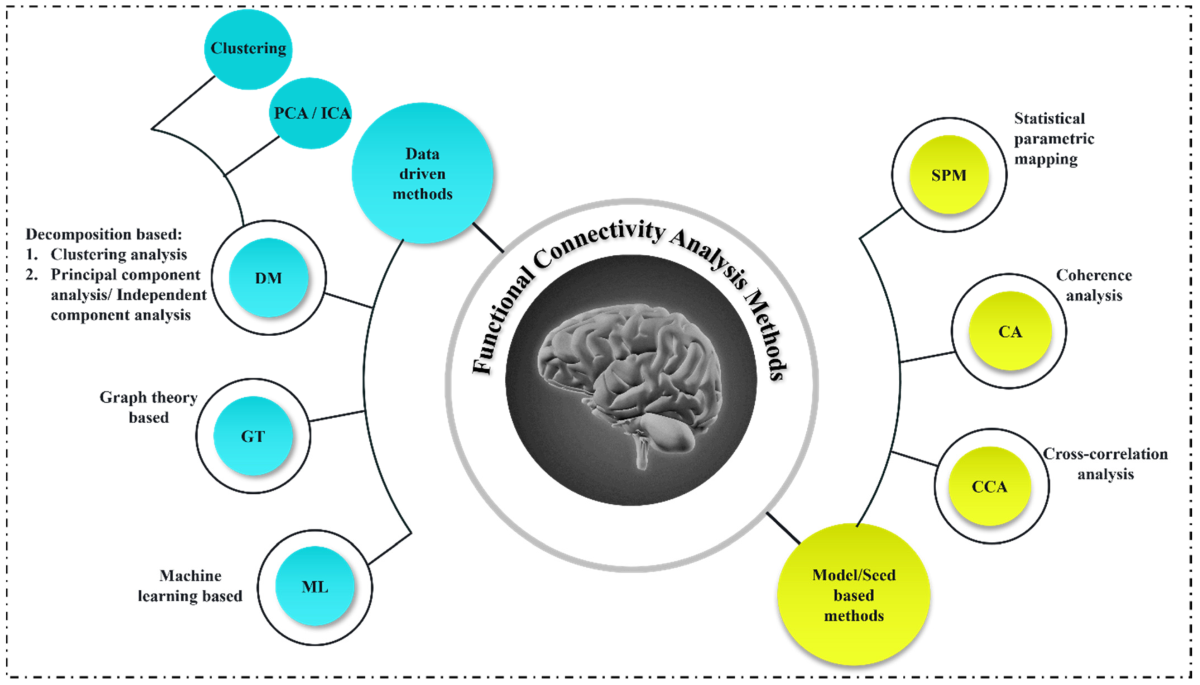 Clustering
PCA / ICA
Data
driven
methods
Decomposition based:
1. Clustering analysis
2. Principal component
analysis/ Independent
component analysis
DM
Graph theory
based
GT
Machine
learning based
ML
Functional Connectivity Analysis Methods
Statistical
parametric
mapping
SPM
Coherence
analysis
CA
Cross-correlation
analysis
CCA
Model/Seed
based
methods